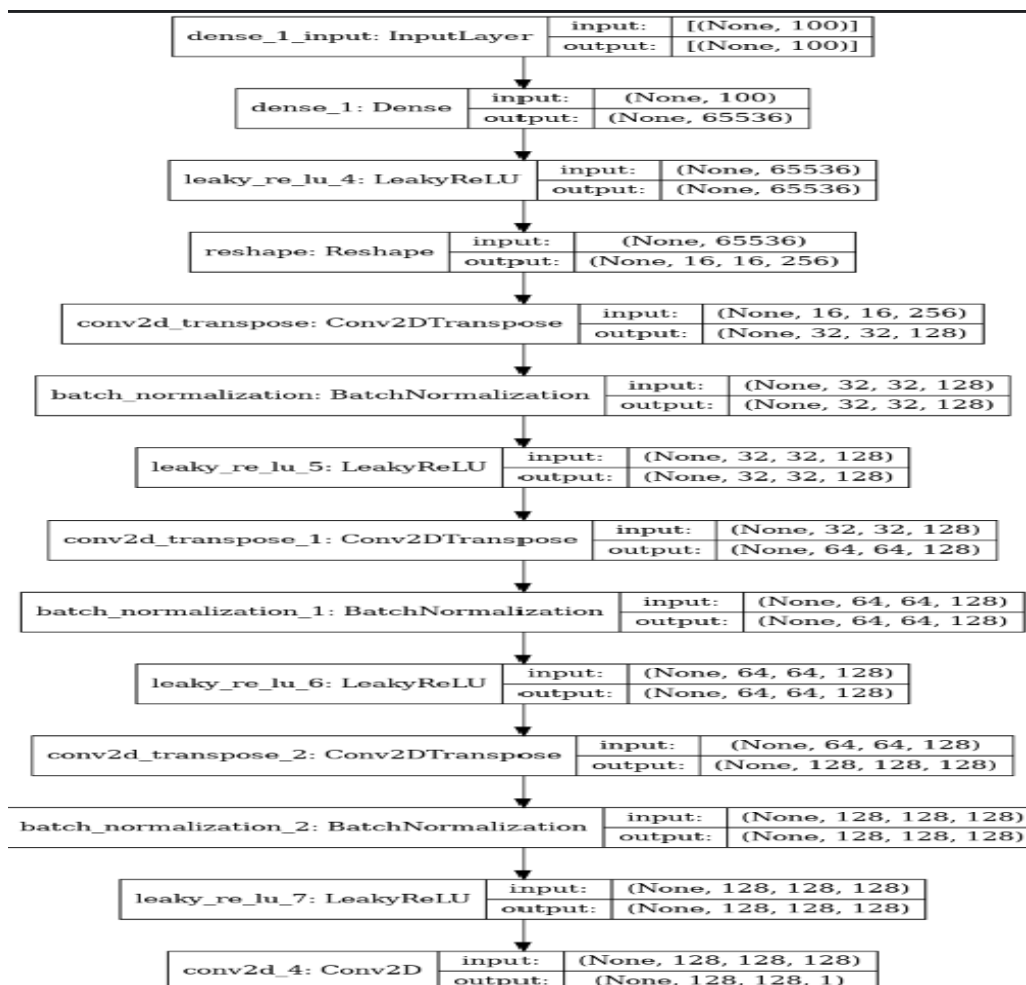 dense_1_input: InputLayer input: [(None, 100)]
output: [(None, 100)]
dense_1: Dense input: (None, 100)
output: (None, 65536)
leaky_re_lu_4: LeakyReLU input: (None, 65536)
output: (None, 65536)
reshape: Reshape input: (None, 65536)
output: (None, 16, 16, 256)
conv2d_transpose: Conv2DTranspose input: (None, 16, 16, 256)
output: (None, 32, 32, 128)
batch_normalization: BatchNormalization input: (None, 32, 32, 128)
output: (None, 32, 32, 128)
leaky_re_lu_5: LeakyReLU input: (None, 32, 32, 128)
output: (None, 32, 32, 128)
conv2d_transpose_1: Conv2DTranspose input: (None, 32, 32, 128)
output: (None, 64, 64, 128)
batch_normalization_1: BatchNormalization input: (None, 64, 64, 128)
output: (None, 64, 64, 128)
leaky_re_lu_6: LeakyReLU input: (None, 64, 64, 128)
output: (None, 64, 64, 128)
conv2d_transpose_2: Conv2DTranspose input: (None, 64, 64, 128)
output: (None, 128, 128, 128)
batch_normalization_2: BatchNormalization input: (None, 128, 128, 128)
output: (None, 128, 128, 128)
leaky_re_lu_7: LeakyReLU input: (None, 128, 128, 128)
output: (None, 128, 128, 128)
conv2d_4: Conv2D input: (None, 128, 128, 128)
output: (None, 128, 128, 1)